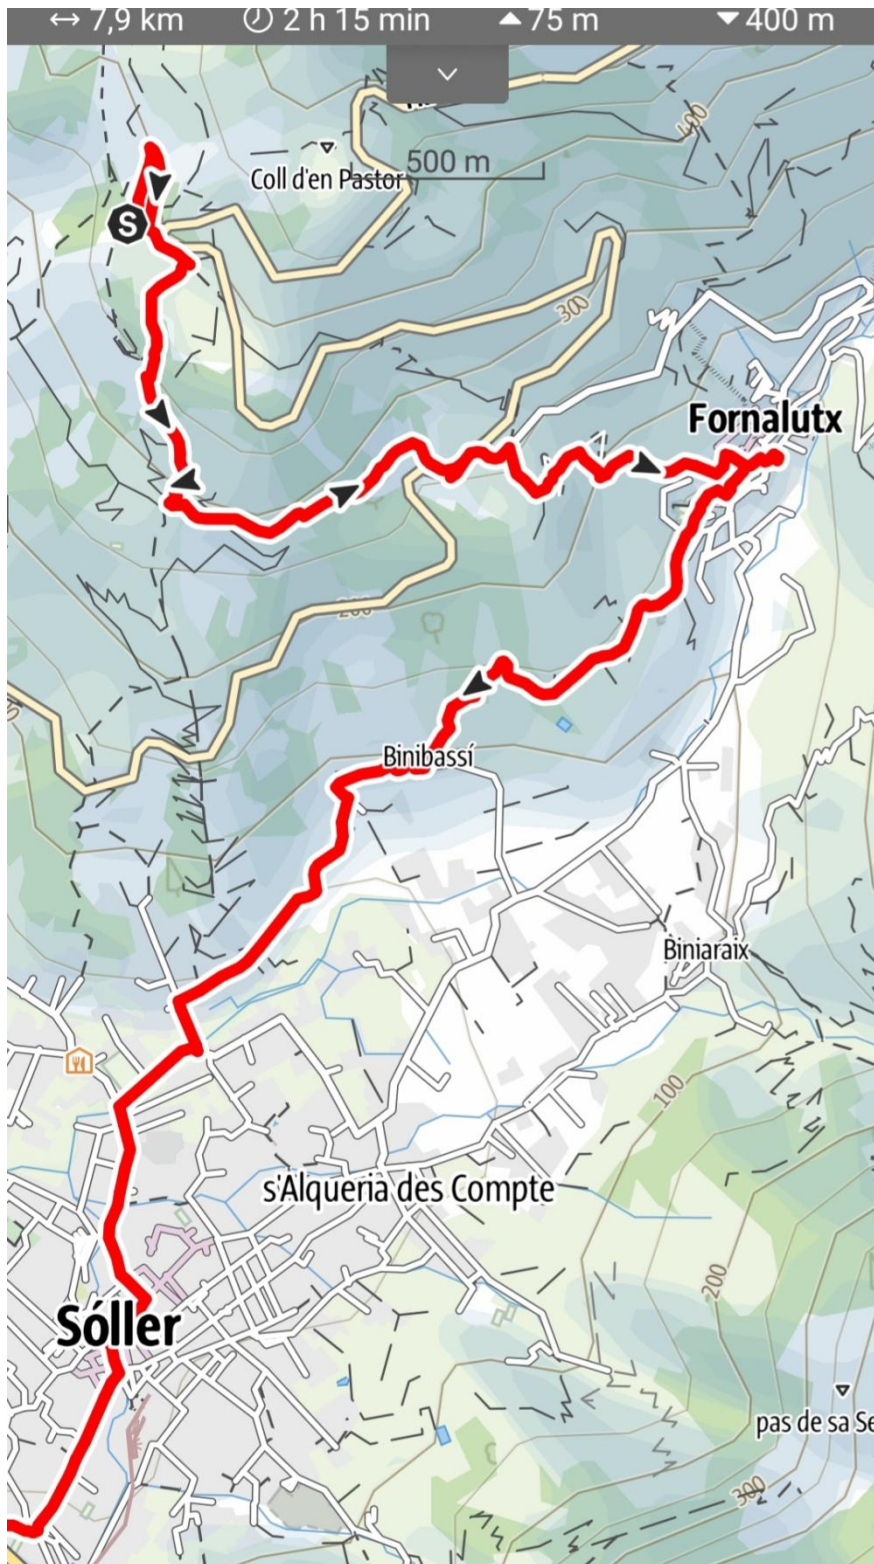 7,9 km
2 h 15 min
75 m
400 m
400
Coll d'en Pastor
500 m
S
300
Fornalutx
200
Binibassí
Biniaraix
100
s'Alqueria des Compte
200
Sóller
pas de sa Se
300